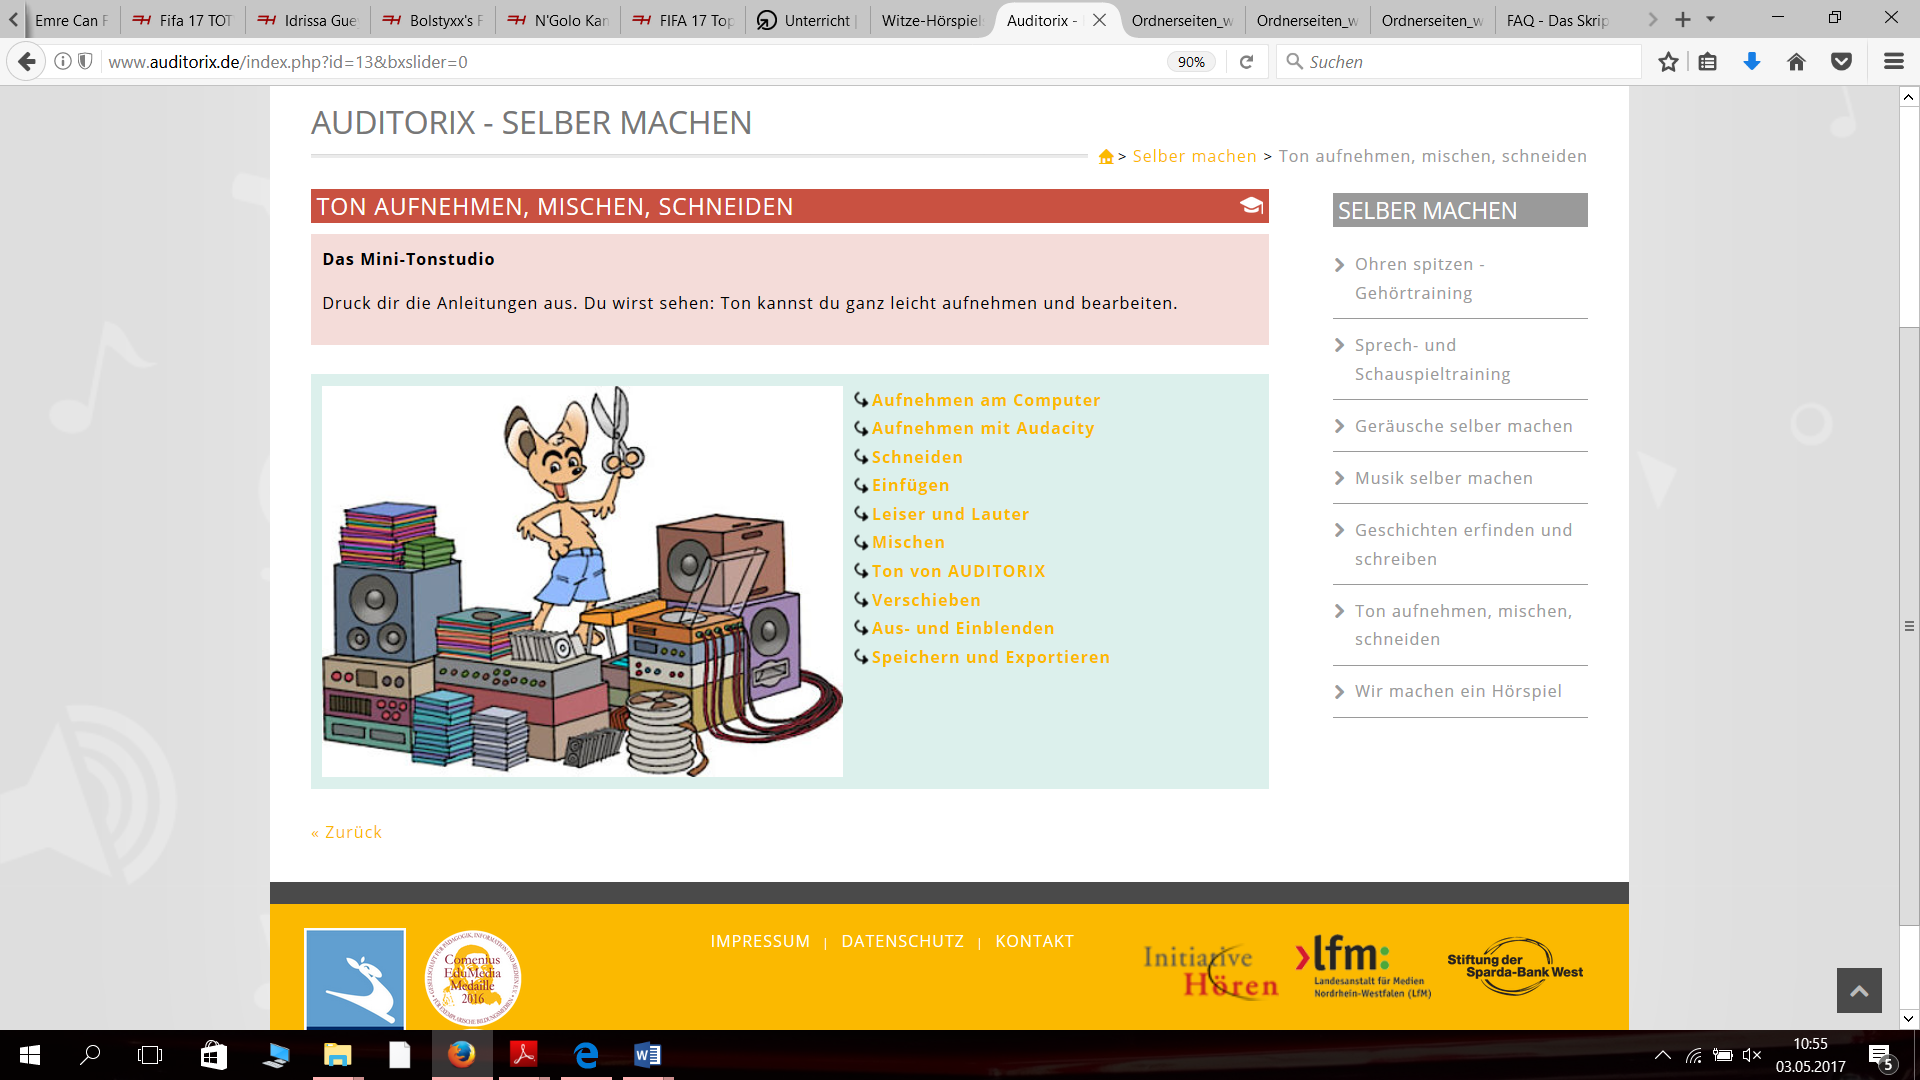 Emre Can F
Fifa 17 TOT
Idrissa Gue
Bolstyxx's F
N'Golo Kan
FIFA 17 Top
Unterricht |
Witze-Hörspiel
Auditorix -
Ordnerseiten_w
Ordnerseiten_w
Ordnerseiten_w
FAQ - Das Skrip
www.auditorix.de/index.php?id=13&bxslider=0
90%
Suchen
AUDITORIX - SELBER MACHEN
> Selber machen > Ton aufnehmen, mischen, schneiden
TON AUFNEHMEN, MISCHEN, SCHNEIDEN
Das Mini-Tonstudio
Druck dir die Anleitungen aus. Du wirst sehen: Ton kannst du ganz leicht aufnehmen und bearbeiten.
Aufnehmen am Computer
Aufnehmen mit Audacity
Schneiden
Einfügen
Leiser und Lauter
Mischen
Ton von AUDITORIX
Verschieben
Aus- und Einblenden
Speichern und Exportieren
SELBER MACHEN
Ohren spitzen -
Gehörtraining
Sprech- und
Schauspieltraining
Geräusche selber machen
Musik selber machen
Geschichten erfinden und
schreiben
Ton aufnehmen, mischen,
schneiden
Wir machen ein Hörspiel
« Zurück
Comenius
EduMedia
Medaille
2016
IMPRESSUM | DATENSCHUTZ | KONTAKT
Initiative
Hören
lfm:
Landesanstalt für Medien
Nordrhein-Westfalen (LfM)
Stiftung der
Sparda-Bank West
10:55
03.05.2017
5